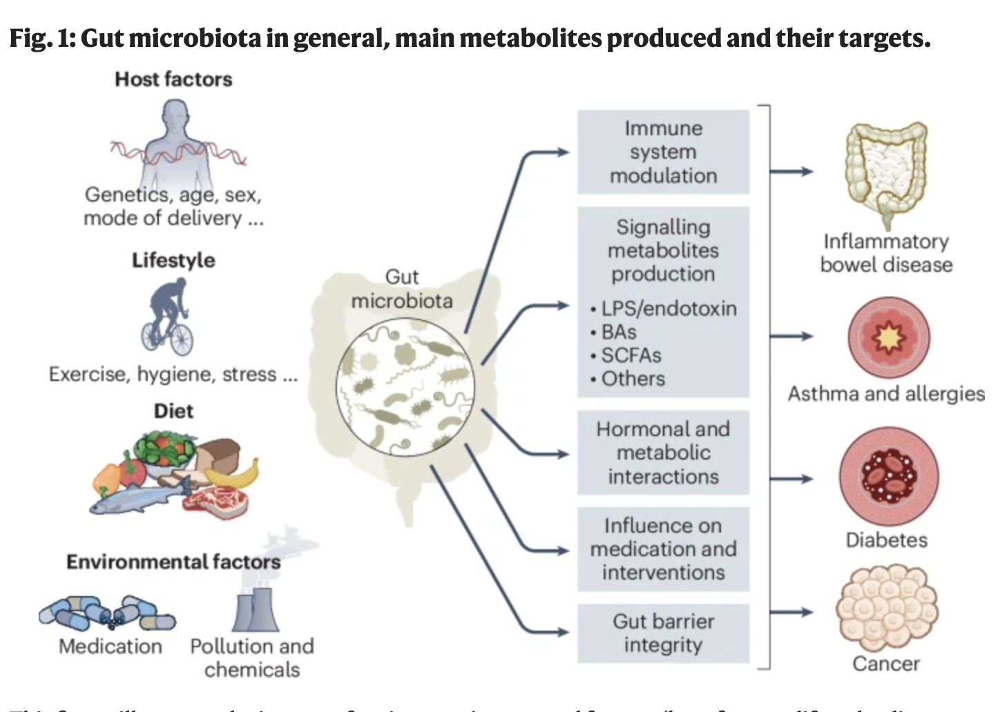 Fig. 1: Gut microbiota in general, main metabolites produced and their targets.
Host factors
Genetics, age, sex,
mode of delivery ...
Lifestyle
Exercise, hygiene, stress ...
Diet
Environmental factors
Medication
Pollution and
chemicals
Gut
microbiota
Immune
system
modulation
Signalling
metabolites
production
• LPS/endotoxin
• BAs
• SCFAs
• Others
Hormonal and
metabolic
interactions
Influence on
medication and
interventions
Gut barrier
integrity
Inflammatory
bowel disease
Asthma and allergies
Diabetes
Cancer